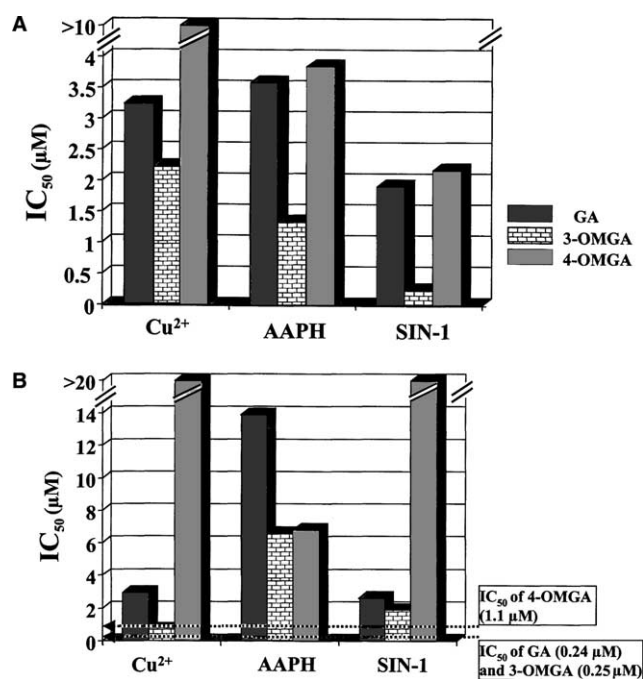 A
>10
4
3.5
3
2.5
2
1.5
1
0.5
0
IC50 (μM)
Cu2+
AAPH
SIN-1
GA
3-OMGA
4-OMGA
B
>20
14
12
10
8
6
4
2
0
IC50 (μM)
Cu2+
AAPH
SIN-1
IC50 of 4-OMGA
(1.1 μM)
IC50 of GA (0.24 μM)
and 3-OMGA (0.25 μM)